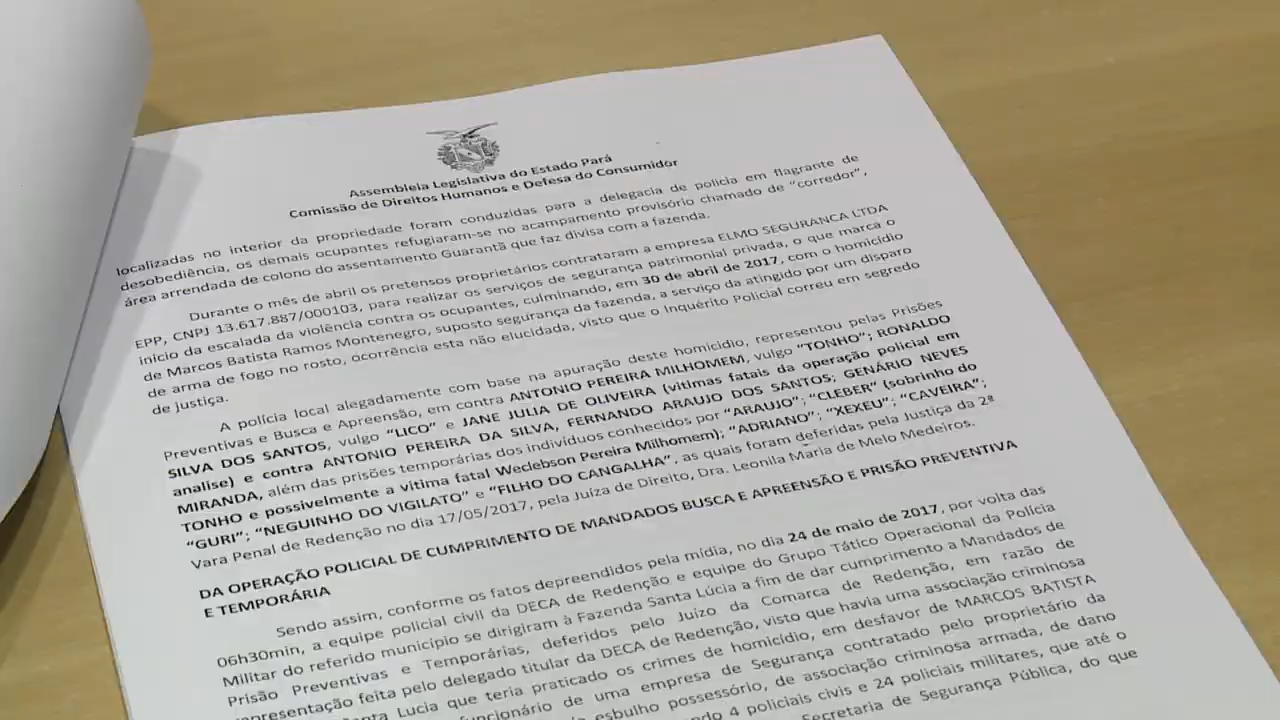 Assembleia Legislativa do Estado Pará
Comissão de Direitos Humanos e Defesa do Consumidor
localizadas no interior da propriedade foram conduzidas para a delegacia de policia em flagrante de
desobediência, os demais ocupantes refugiaram-se no acampamento provisório chamado de “corredor”,
área arrendada de colono do assentamento Guarantã que faz divisa com a fazenda.
Durante o mês de abril os pretensos proprietários contrataram a empresa ELMO SEGURANCA LTDA
EPP, CNPJ 13.617.887/000103, para realizar os serviços de segurança patrimonial privada, o que marca o
início da escalada da violência contra os ocupantes, culminando, em 30 de abril de 2017, com o homicídio
de Marcos Batista Ramos Montenegro, suposto segurança da fazenda, a serviço da atingido por um disparo
de arma de fogo no rosto, ocorrência esta não elucidada, visto que o Inquérito Policial correu em segredo
de justiça.
A polícia local alegadamente com base na apuração deste homicidio, representou pelas Prisões
Preventivas e Busca e Apreensão, em contra ANTONIO PEREIRA MILHOMEM, vulgo “TONHO”; RONALDO
SILVA DOS SANTOS, vulgo “LICO” e JANE JULIA DE OLIVEIRA (vitimas fatais da operação policial em
analise) e contra ANTONIO PEREIRA DA SILVA, FERNANDO ARAUJO DOS SANTOS; GENÁRIO NEVES
MIRANDA, além das prisões temporárias dos individuos conhecidos por “ARAUJO”; “CLEBER” (sobrinho do
TONHO e possivelmente a vitima fatal Weclebson Pereira Milhomem); “ADRIANO”; “XEXEU”; “CAVEIRA”;
“GURI”; “NEGUINHO DO VIGILATO” e “FILHO DO CANGALHA”, as quais foram deferidas pela Justiça da 2ª
Vara Penal de Redenção no dia 17/05/2017, pela Juíza de Direito, Dra. Leonila Maria de Melo Medeiros.
DA OPERAÇÃO POLICIAL DE CUMPRIMENTO DE MANDADOS BUSCA E APREENSÃO E PRISÃO PREVENTIVA
E TEMPORÁRIA
Sendo assim, conforme os fatos depreendidos pela mídia, no dia 24 de maio de 2017, por volta das
06h30min, a equipe policial civil da DECA de Redenção e equipe do Grupo Tático Operacional da Polícia
Militar do referido município se dirigiram à Fazenda Santa Lúcia a fim de dar cumprimento a Mandados de
Prisão Preventivas e Temporárias, deferidos pelo Juízo da Comarca de Redenção, em razão de
representação feita pelo delegado titular da DECA de Redenção, visto que havia uma associação criminosa
Santa Lucia que teria praticado os crimes de homicídio, em desfavor de MARCOS BATISTA
funcionário de uma empresa de Segurança contratado pelo proprietário da
esbulho possessório, de associação criminosa armada, de dano
4 policiais civis e 24 policiais militares, que até o
Secretaria de Segurança Pública, do que